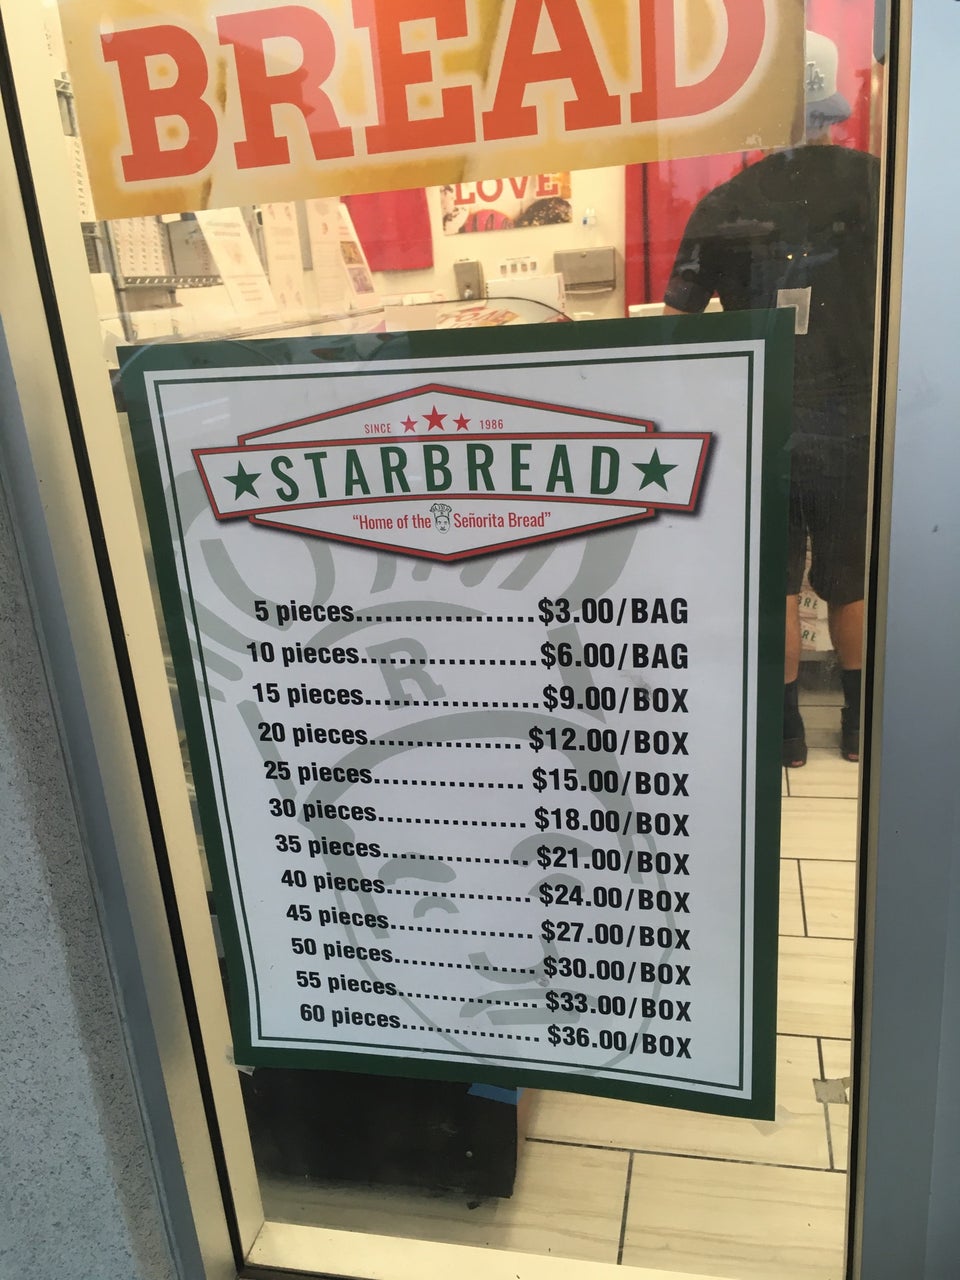 BREAD
LOVE
SINCE 1986
STARBREAD
"Home of the Señorita Bread"
5 pieces..................$3.00/BAG
10 pieces..................$6.00/BAG
15 pieces..................$9.00/BOX
20 pieces................ $12.00/BOX
25 pieces................ $15.00/BOX
30 pieces................ $18.00/BOX
35 pieces................ $21.00/BOX
40 pieces................ $24.00/BOX
45 pieces................ $27.00/BOX
50 pieces................ $30.00/BOX
55 pieces................ $33.00/BOX
60 pieces................ $36.00/BOX